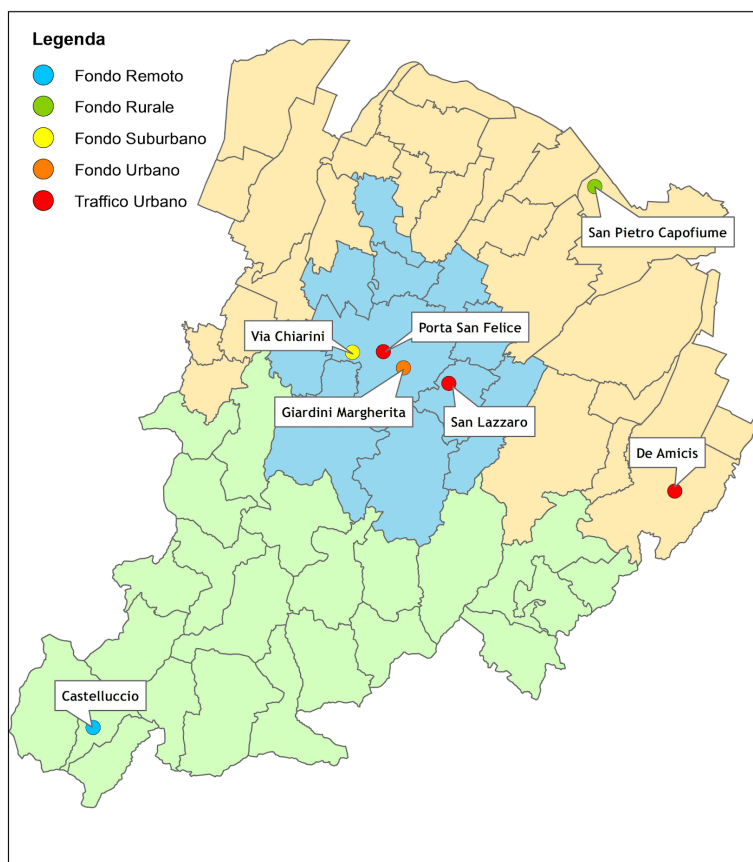 Legenda
Fondo Remoto
Fondo Rurale
Fondo Suburbano
Fondo Urbano
Traffico Urbano
San Pietro Capofiume
Via Chiarini
Porta San Felice
Giardini Margherita
San Lazzaro
De Amicis
Castelluccio